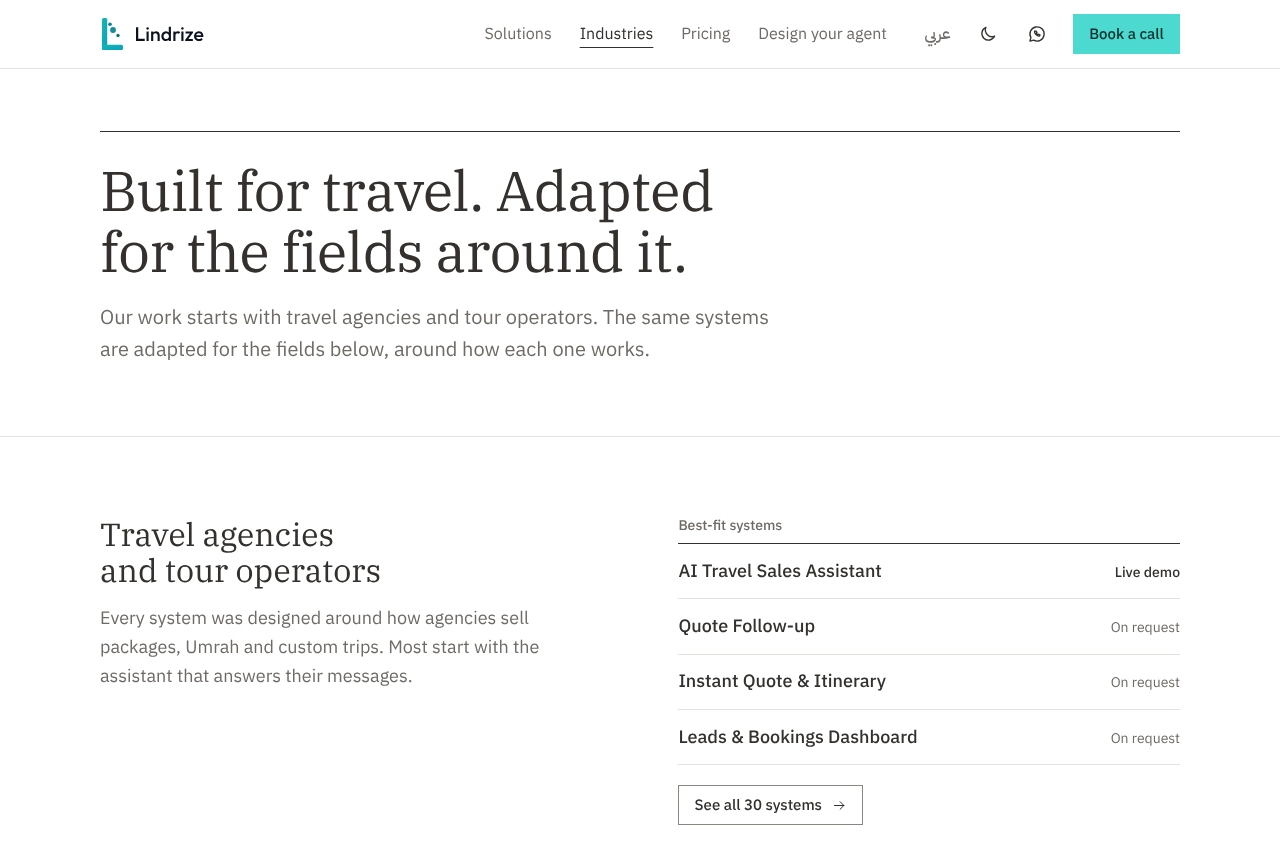 Lindrize
Solutions
Industries
Pricing
Design your agent
عربي
Book a call
Built for travel. Adapted
for the fields around it.
Our work starts with travel agencies and tour operators. The same systems
are adapted for the fields below, around how each one works.
Travel agencies
and tour operators
Every system was designed around how agencies sell
packages, Umrah and custom trips. Most start with the
assistant that answers their messages.
Best-fit systems
AI Travel Sales Assistant
Live demo
Quote Follow-up
On request
Instant Quote & Itinerary
On request
Leads & Bookings Dashboard
On request
See all 30 systems →